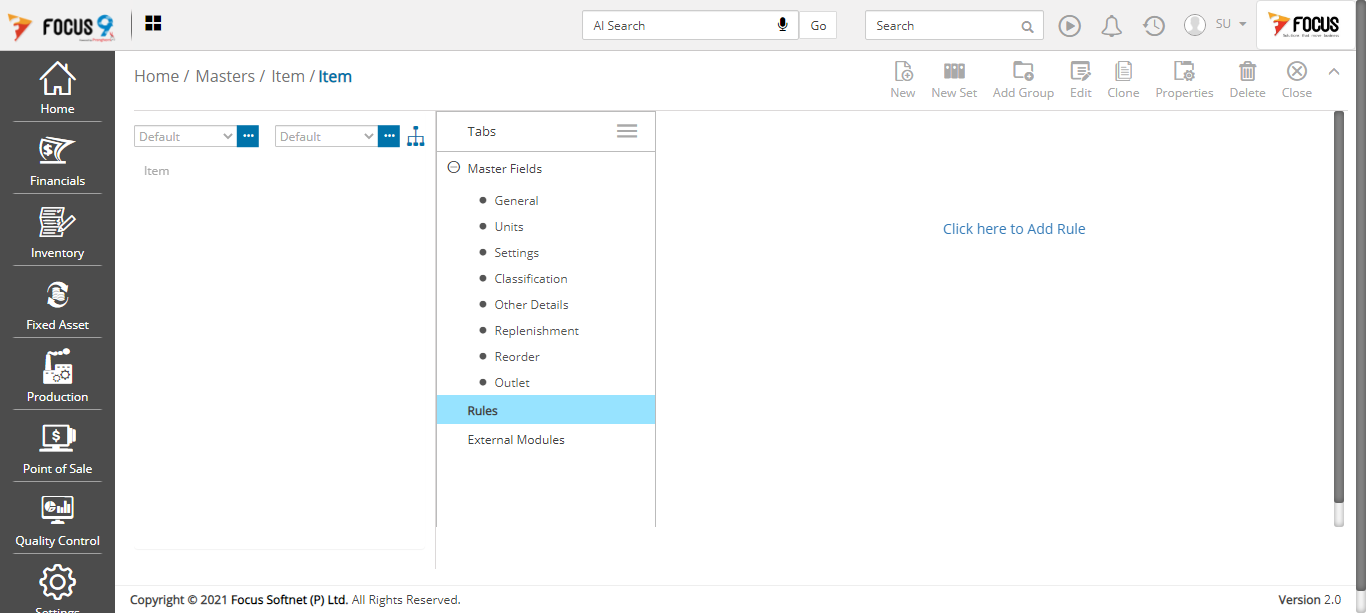 FOCUS 9
AI Search
Go
Search
SU
FOCUS
Home
Financials
Inventory
Fixed Asset
Production
Point of Sale
Quality Control
Settings
Home / Masters / Item / Item
New
New Set
Add Group
Edit
Clone
Properties
Delete
Close
Default
Default
Item
Tabs
Master Fields
General
Units
Settings
Classification
Other Details
Replenishment
Reorder
Outlet
Rules
External Modules
Click here to Add Rule
Copyright © 2021 Focus Softnet (P) Ltd. All Rights Reserved.
Version 2.0